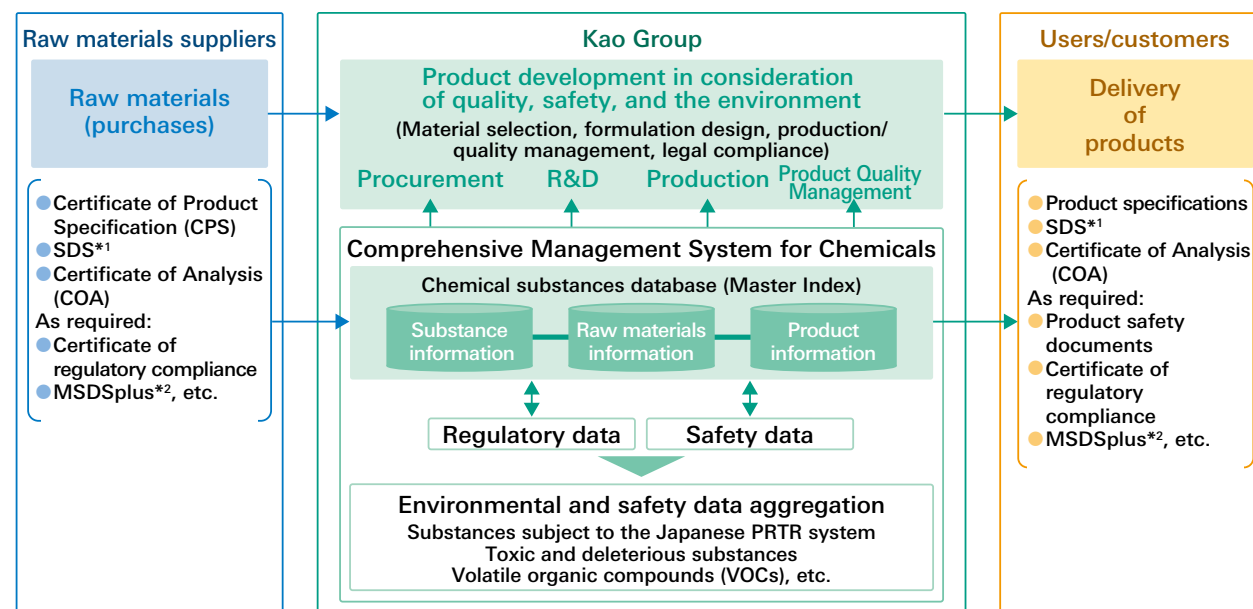 Raw materials suppliers
Raw materials
(purchases)
●Certificate of Product
Specification (CPS)
●SDS*1
●Certificate of Analysis
(COA)
As required:
●Certificate of
regulatory compliance
●MSDSplus*2, etc.
Kao Group
Product development in consideration
of quality, safety, and the environment
(Material selection, formulation design, production/
quality management, legal compliance)
Procurement
R&D
Production
Product Quality
Management
Comprehensive Management System for Chemicals
Chemical substances database (Master Index)
Substance
information
Raw materials
information
Product
information
Regulatory data
Safety data
Environmental and safety data aggregation
Substances subject to the Japanese PRTR system
Toxic and deleterious substances
Volatile organic compounds (VOCs), etc.
Users/customers
Delivery
of
products
●Product specifications
●SDS*1
●Certificate of Analysis
(COA)
As required:
●Product safety
documents
●Certificate of
regulatory
compliance
●MSDSplus*2, etc.